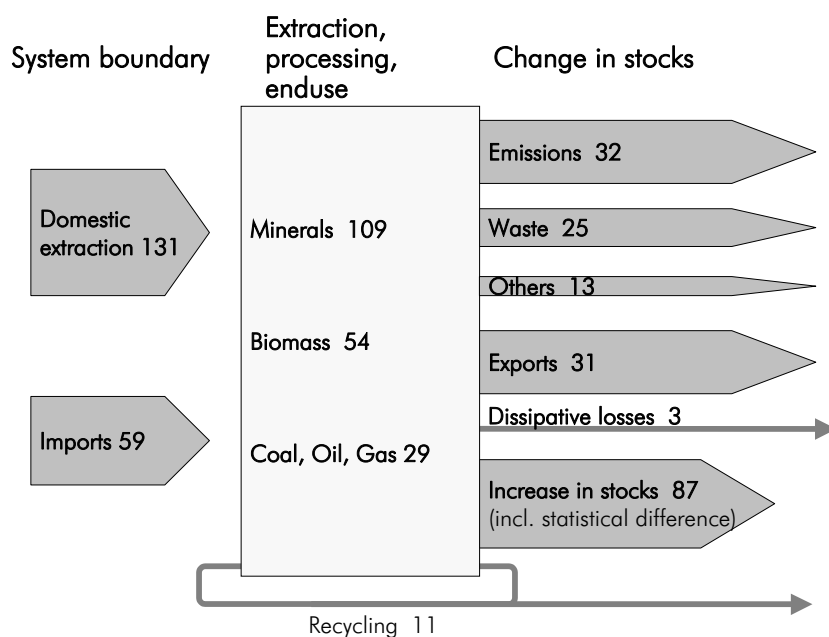 System boundary
Extraction,
processing,
enduse
Change in stocks
Domestic
extraction 131
Imports 59
Minerals 109
Biomass 54
Coal, Oil, Gas 29
Emissions 32
Waste 25
Others 13
Exports 31
Dissipative losses 3
Increase in stocks 87
(incl. statistical difference)
Recycling 11